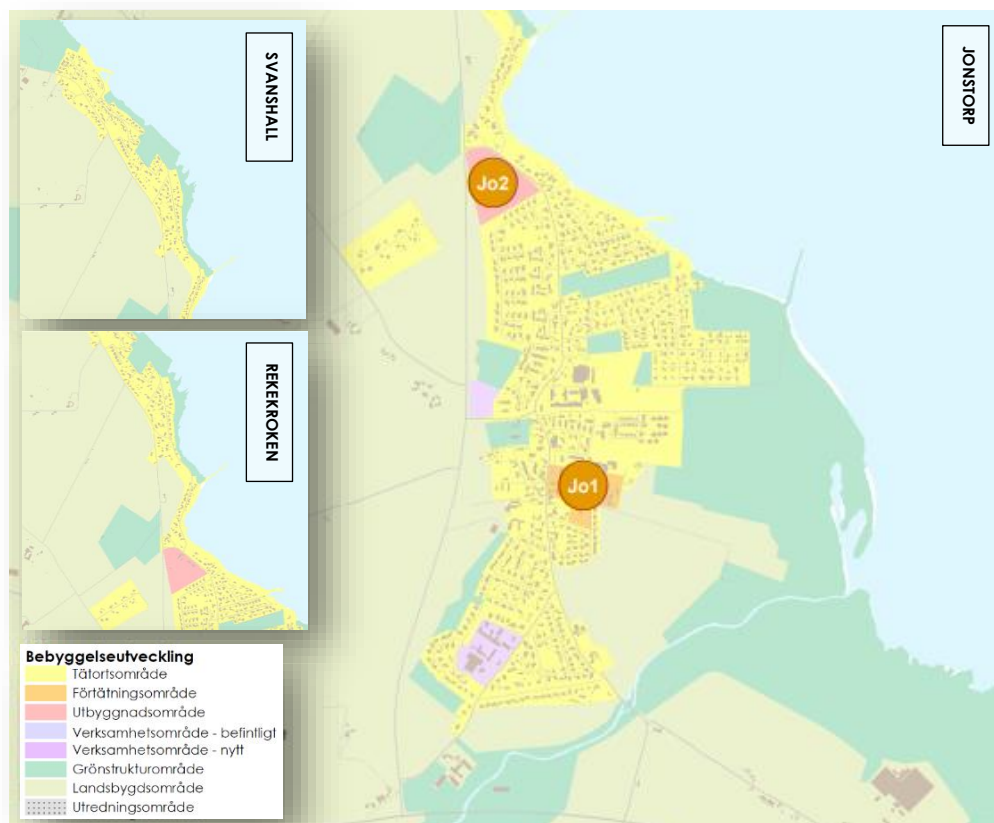 SVANSHALL
JONSTORP
Jo2
REKEKROKEN
Jo1
Bebyggelseutveckling
Tätortsområde
Förtätningsområde
Utbyggnadsområde
Verksamhetsområde - befintligt
Verksamhetsområde - nytt
Grönstrukturområde
Landsbygdsområde
Utredningsområde